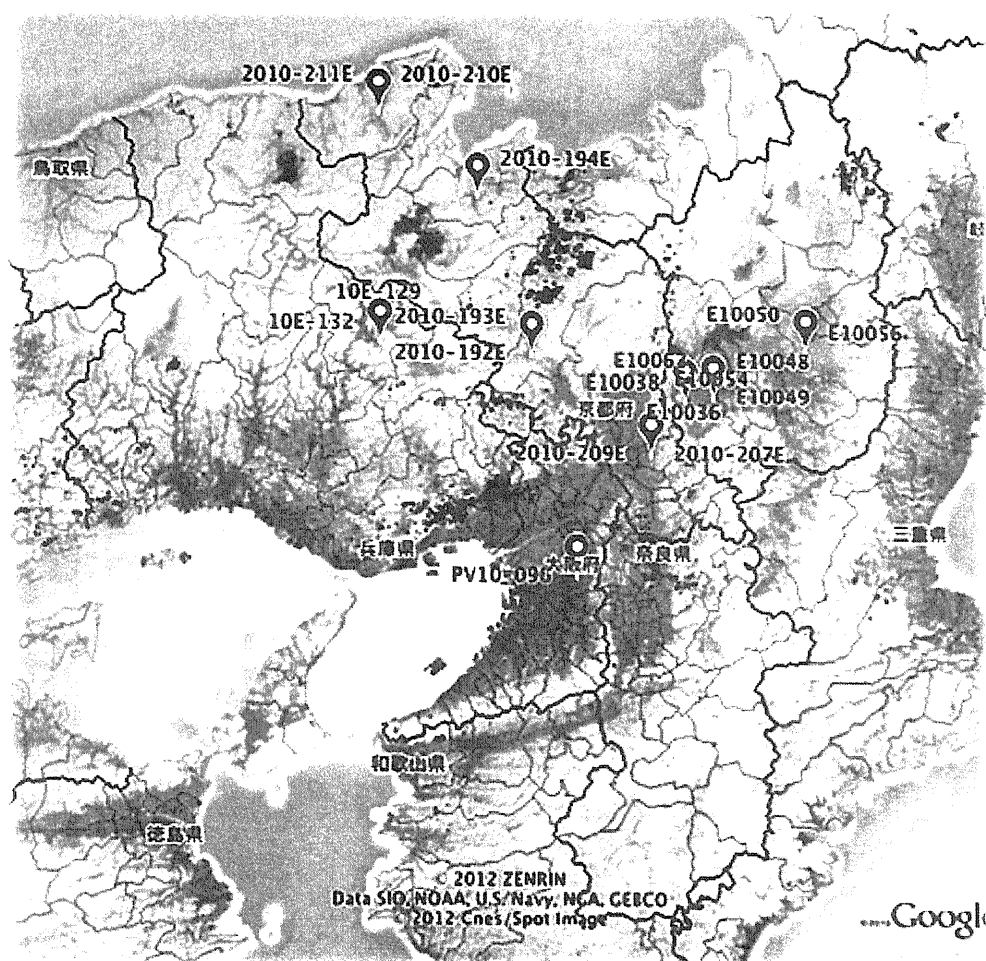 2010-211E 2010-210E
鳥取県
2010-194E
10E-129
10E-132 2010-193E
2010-192E
E10050
E10056
E10048
E10038 E10054
E10049
京都府
E10036
2010-209E 2010-207E
三重県
兵庫県
奈良県
大阪府
PV10-096
和歌山県
徳島県
© 2012 ZENRIN
Data SIO, NOAA, U.S. Navy, NGA, GEBCO
© 2012 Cnes/Spot Image
Google